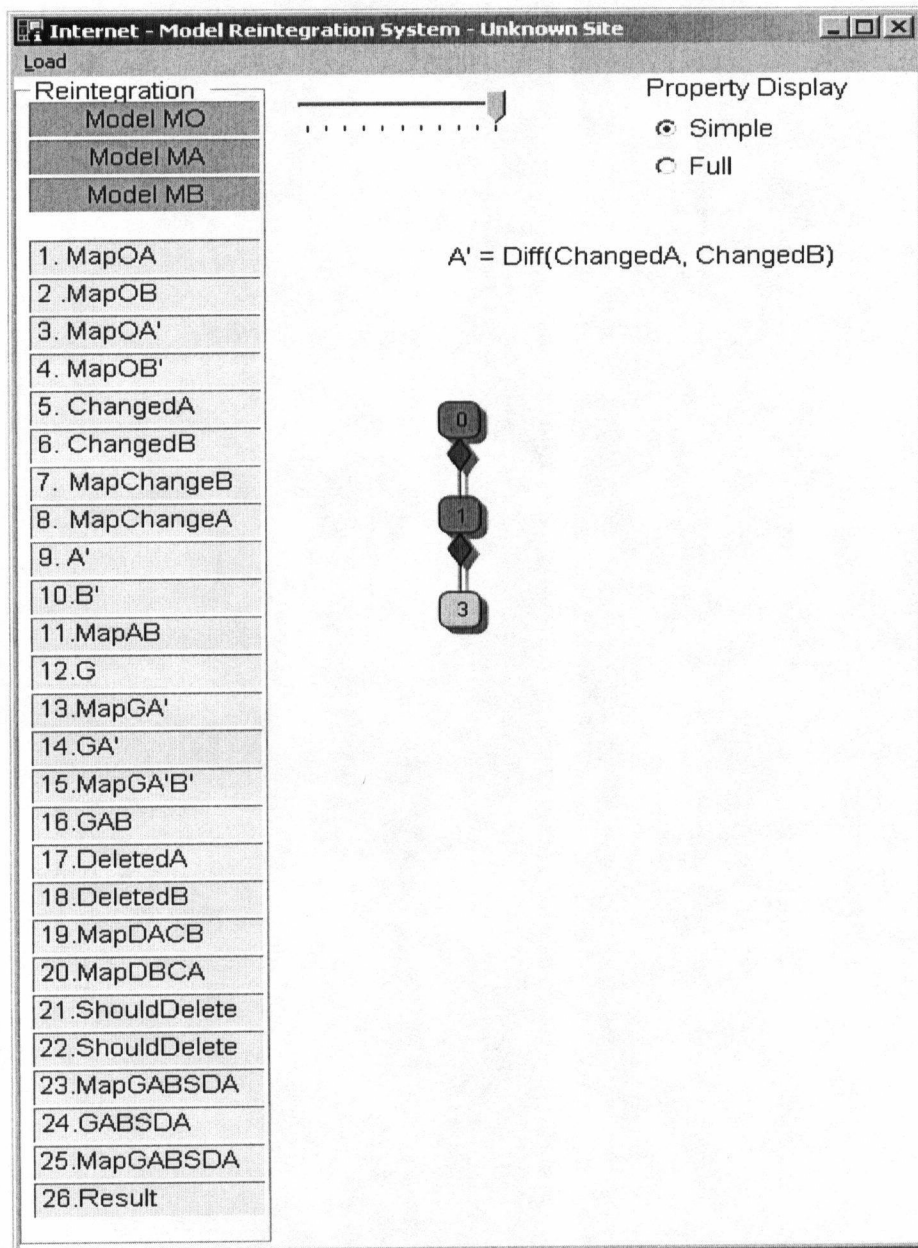 Internet - Model Reintegration System - Unknown Site
Load
Reintegration
Model MO
Model MA
Model MB
1. MapOA
2 .MapOB
3. MapOA'
4. MapOB'
5. ChangedA
6. ChangedB
7. MapChangeB
8. MapChangeA
9. A'
10.B'
11.MapAB
12.G
13.MapGA'
14.GA'
15.MapGA'B'
16.GAB
17.DeletedA
18.DeletedB
19.MapDACB
20.MapDBCA
21.ShouldDelete
22.ShouldDelete
23.MapGABSDA
24.GABSDA
25.MapGABSDA
26.Result
Property Display
Simple
Full
A' = Diff(ChangedA, ChangedB)
0
1
3